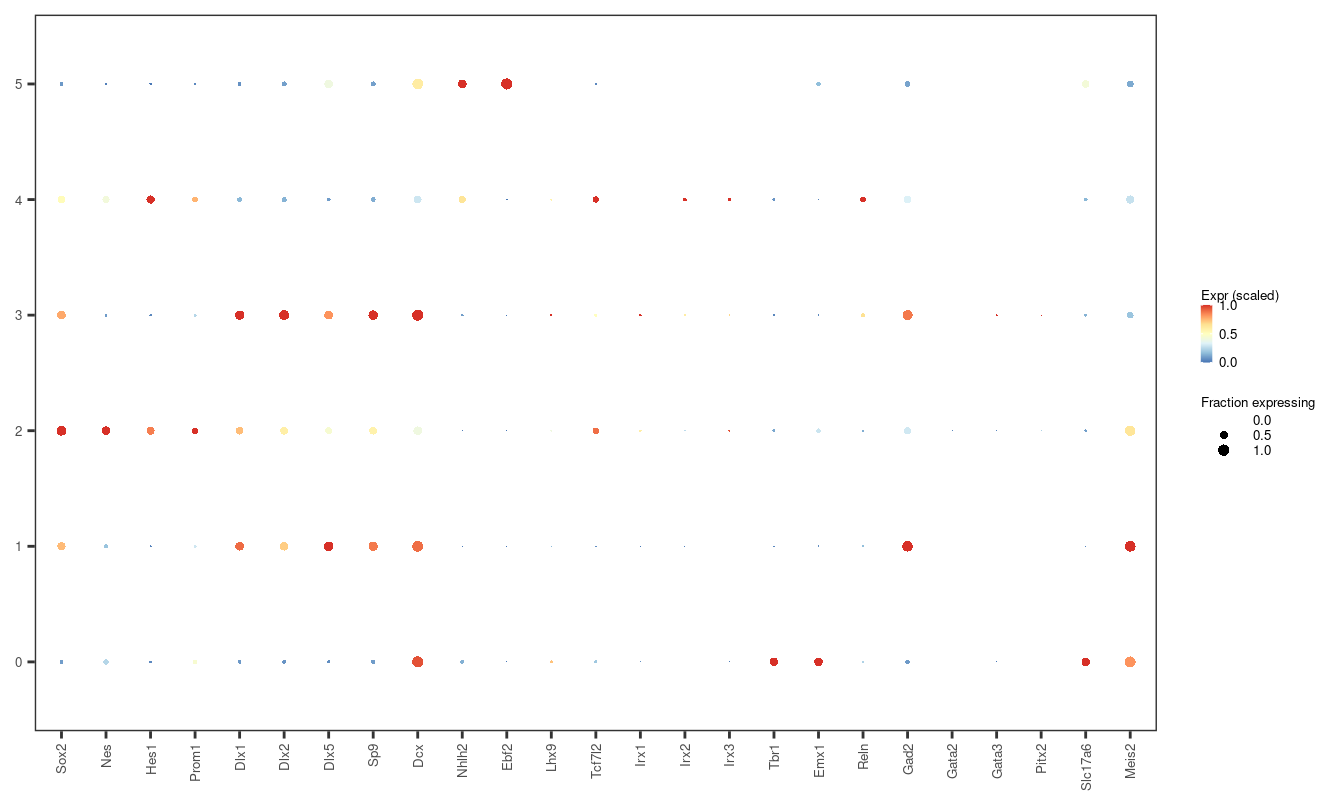 5
4
3
2
1
0
Sox2
Nes
Hes1
Prom1
Dlx1
Dlx2
Dlx5
Sp9
Dcx
Nhlh2
Ebf2
Lhx9
Tcf7l2
Irx1
Irx2
Irx3
Tbr1
Emx1
Reln
Gad2
Gata2
Gata3
Pitx2
Slc17a6
Meis2
Expr (scaled)
1.0
0.5
0.0
Fraction expressing
0.0
0.5
1.0